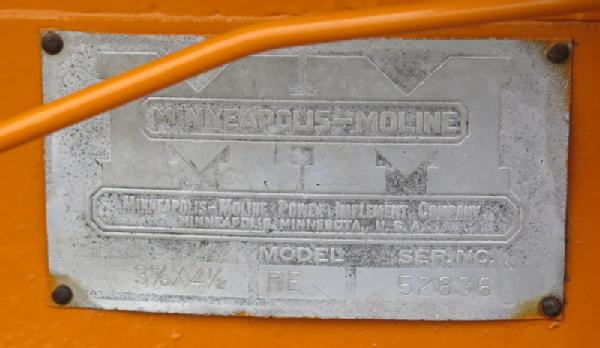 MINNEAPOLIS-MOLINE
MINNEAPOLIS-MOLINE POWER IMPLEMENT COMPANY
MINNEAPOLIS, MINNESOTA, U.S.A.
MODEL SER. NO.
3⅝X4½ RE 52836